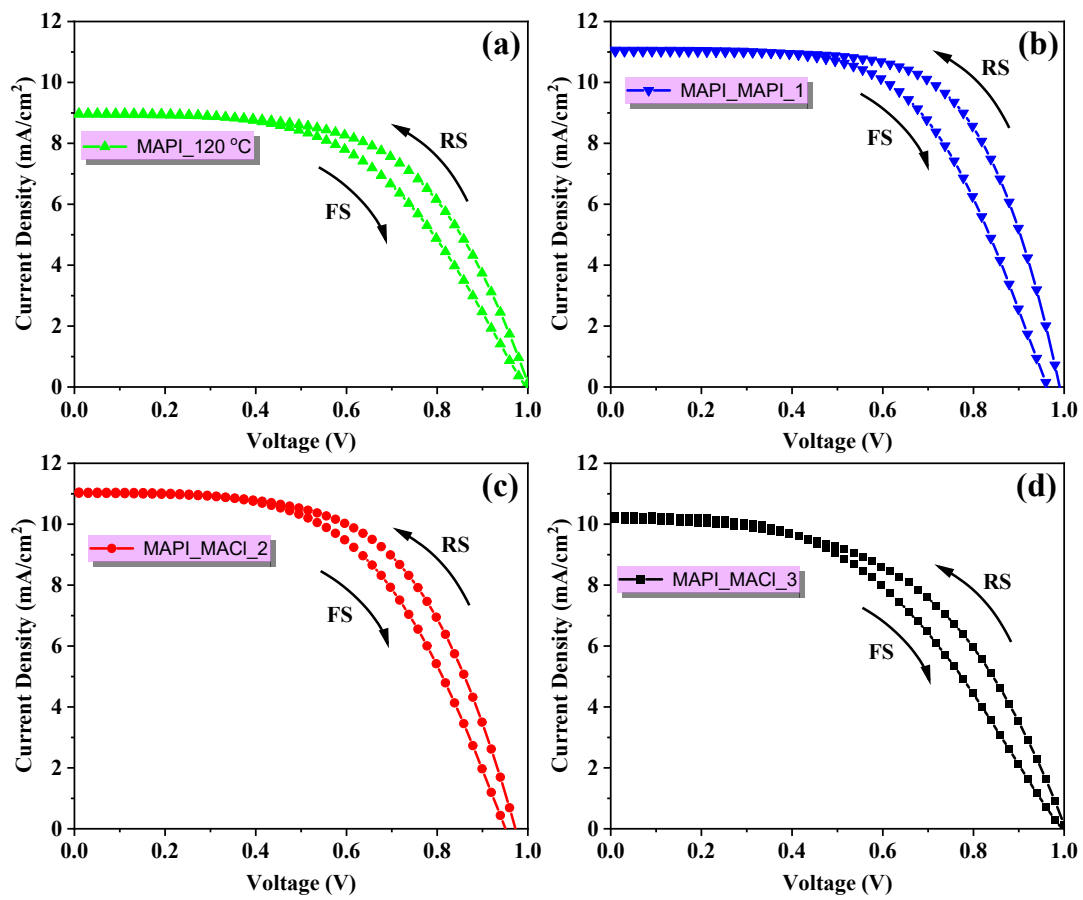 (a)
MAPI_120 °C
RS
FS
Current Density (mA/cm²)
0
2
4
6
8
10
12
0.0 0.2 0.4 0.6 0.8 1.0
Voltage (V)
(b)
MAPI_MAPI_1
RS
FS
Current Density (mA/cm²)
0
2
4
6
8
10
12
0.0 0.2 0.4 0.6 0.8 1.0
Voltage (V)
(c)
MAPI_MACl_2
RS
FS
Current Density (mA/cm²)
0
2
4
6
8
10
12
0.0 0.2 0.4 0.6 0.8 1.0
Voltage (V)
(d)
MAPI_MACl_3
RS
FS
Current Density (mA/cm²)
0
2
4
6
8
10
12
0.0 0.2 0.4 0.6 0.8 1.0
Voltage (V)